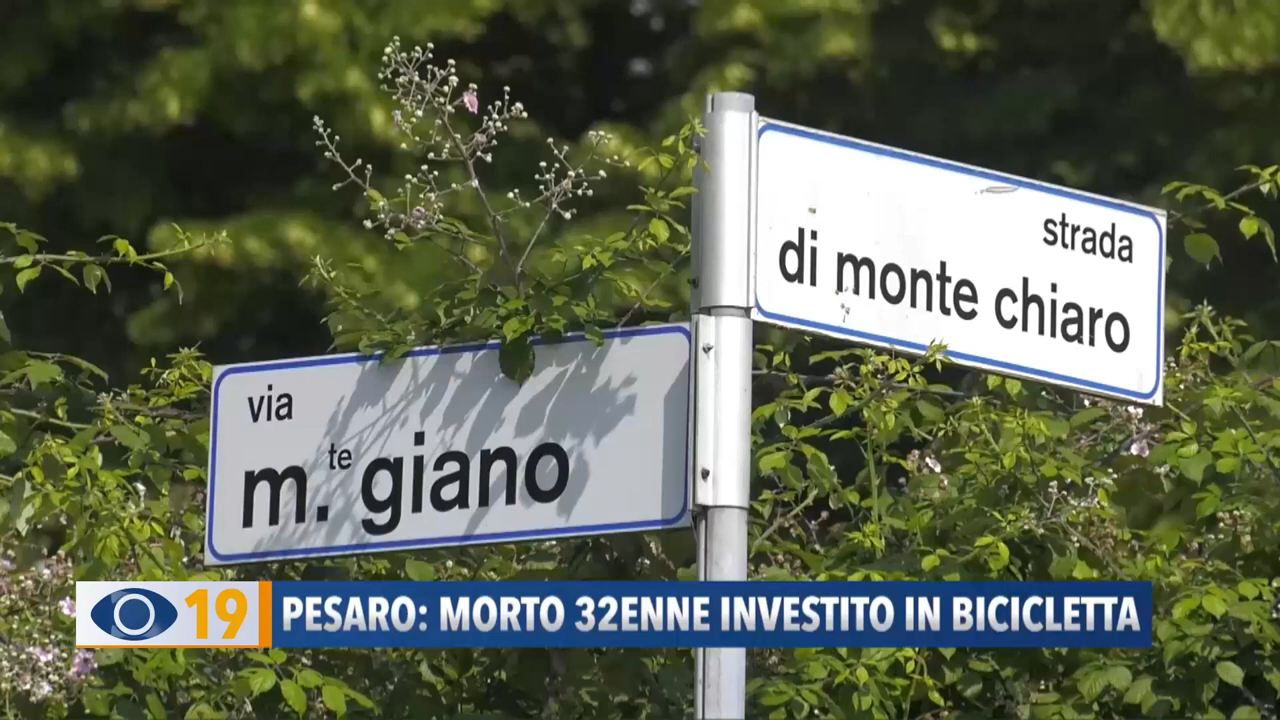 strada
di monte chiaro
via
m.te giano
19 PESARO: MORTO 32ENNE INVESTITO IN BICICLETTA